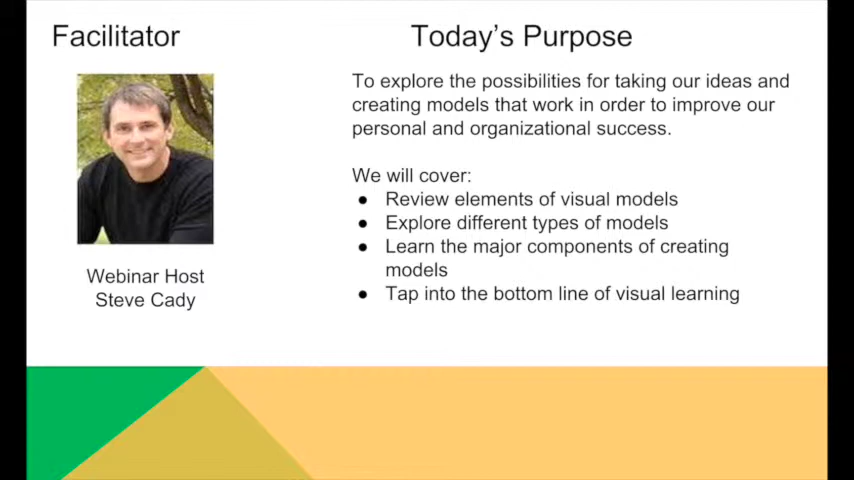 Facilitator
Webinar Host
Steve Cady
Today's Purpose
To explore the possibilities for taking our ideas and
creating models that work in order to improve our
personal and organizational success.
We will cover:
● Review elements of visual models
● Explore different types of models
● Learn the major components of creating
models
● Tap into the bottom line of visual learning